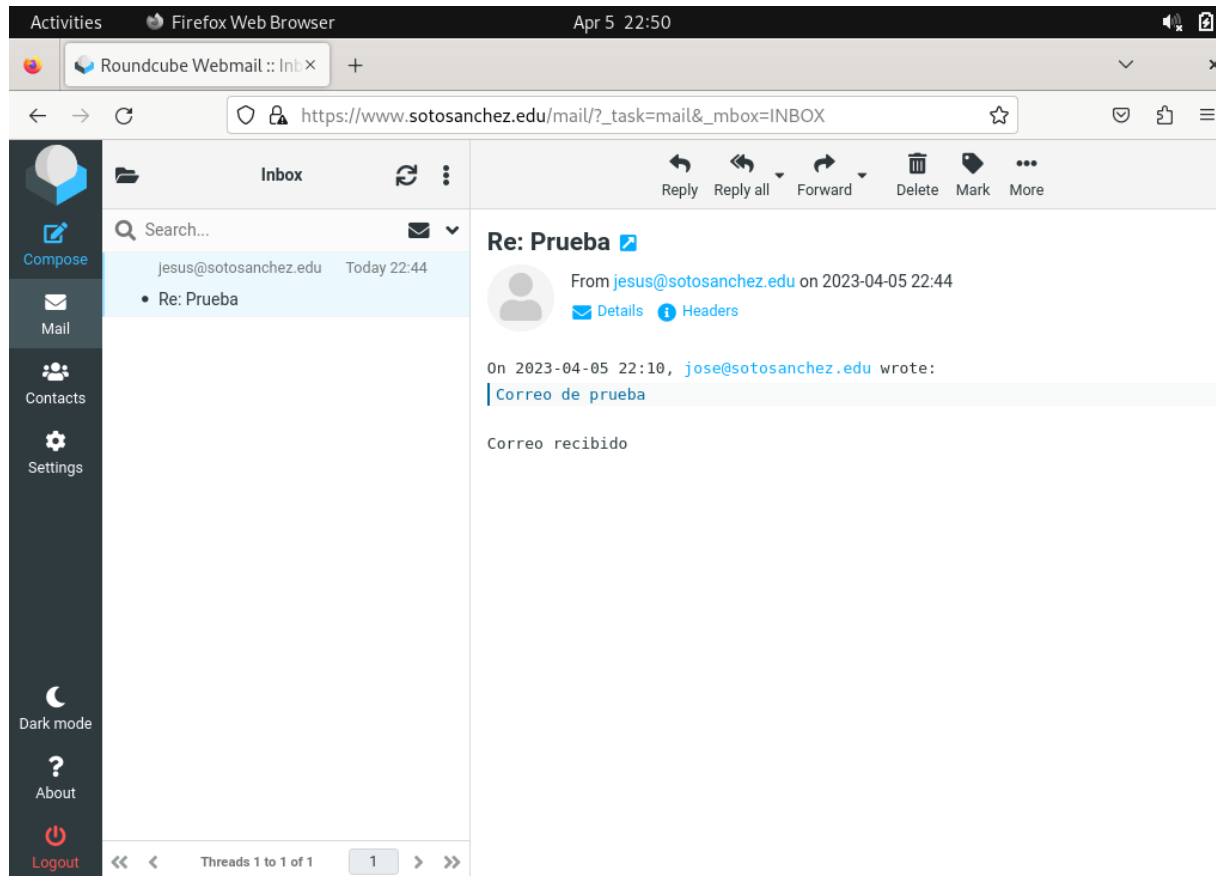 Activities Firefox Web Browser Apr 5 22:50
Roundcube Webmail :: Inb × +
https://www.sotosanchez.edu/mail/?_task=mail&_mbox=INBOX
Inbox
Reply Reply all Forward Delete Mark More
Compose
Mail
Contacts
Settings
Dark mode
About
Logout
Search...
jesus@sotosanchez.edu Today 22:44
• Re: Prueba
Threads 1 to 1 of 1 1
Re: Prueba
From jesus@sotosanchez.edu on 2023-04-05 22:44
Details Headers
On 2023-04-05 22:10, jose@sotosanchez.edu wrote:
Correo de prueba
Correo recibido